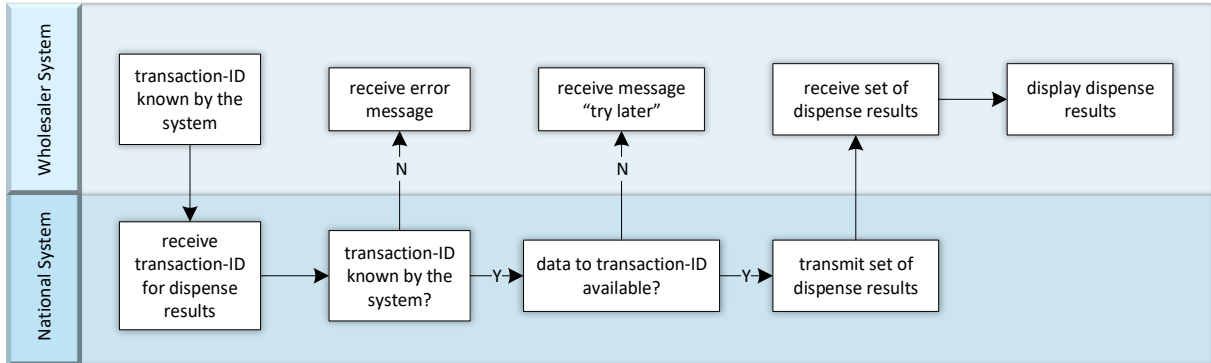 Wholesaler System
transaction-ID
known by the
system
receive error
message
receive message
“try later”
receive set of
dispense results
display dispense
results
N
N
National System
receive
transaction-ID
for dispense
results
transaction-ID
known by the
system?
Y
data to transaction-ID
available?
Y
transmit set of
dispense results